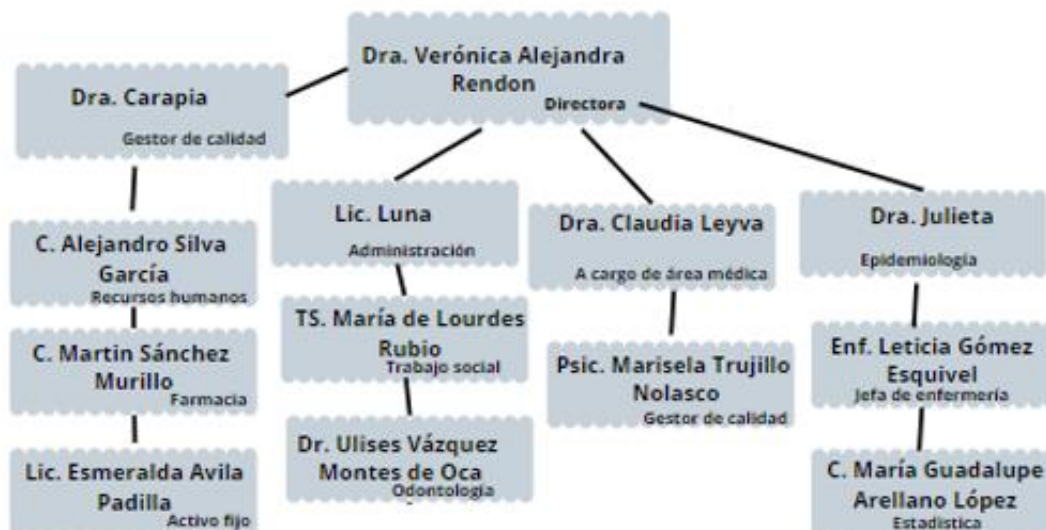 Dra. Verónica Alejandra
Rendon
Directora
Dra. Carapia
Gestor de calidad
C. Alejandro Silva
García
Recursos humanos
C. Martin Sánchez
Murillo
Farmacia
Lic. Esmeralda Avila
Padilla
Activo fijo
Lic. Luna
Administración
TS. María de Lourdes
Rubio
Trabajo social
Dr. Ulises Vázquez
Montes de Oca
Odontologia
Dra. Claudia Leyva
A cargo de área médica
Psic. Marisela Trujillo
Nolasco
Gestor de calidad
Dra. Julieta
Epidemiologia
Enf. Leticia Gómez
Esquivel
Jefa de enfermería
C. María Guadalupe
Arellano López
Estadistica